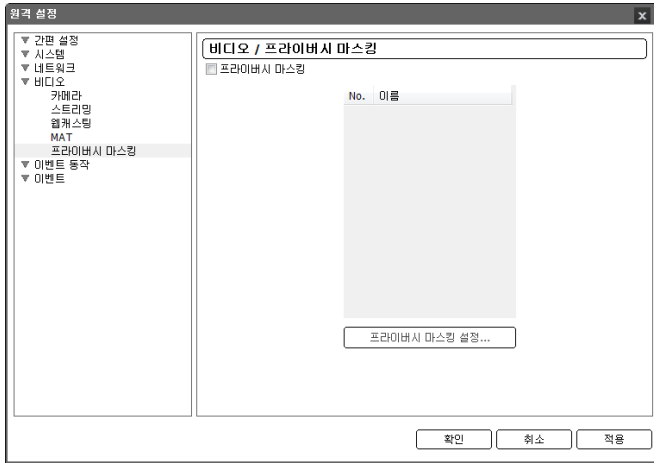 원격 설정
x
간편 설정
시스템
네트워크
비디오
카메라
스트리밍
웹캐스팅
MAT
프라이버시 마스킹
이벤트 동작
이벤트
비디오 / 프라이버시 마스킹
프라이버시 마스킹
No. 이름
프라이버시 마스킹 설정...
확인 취소 적용